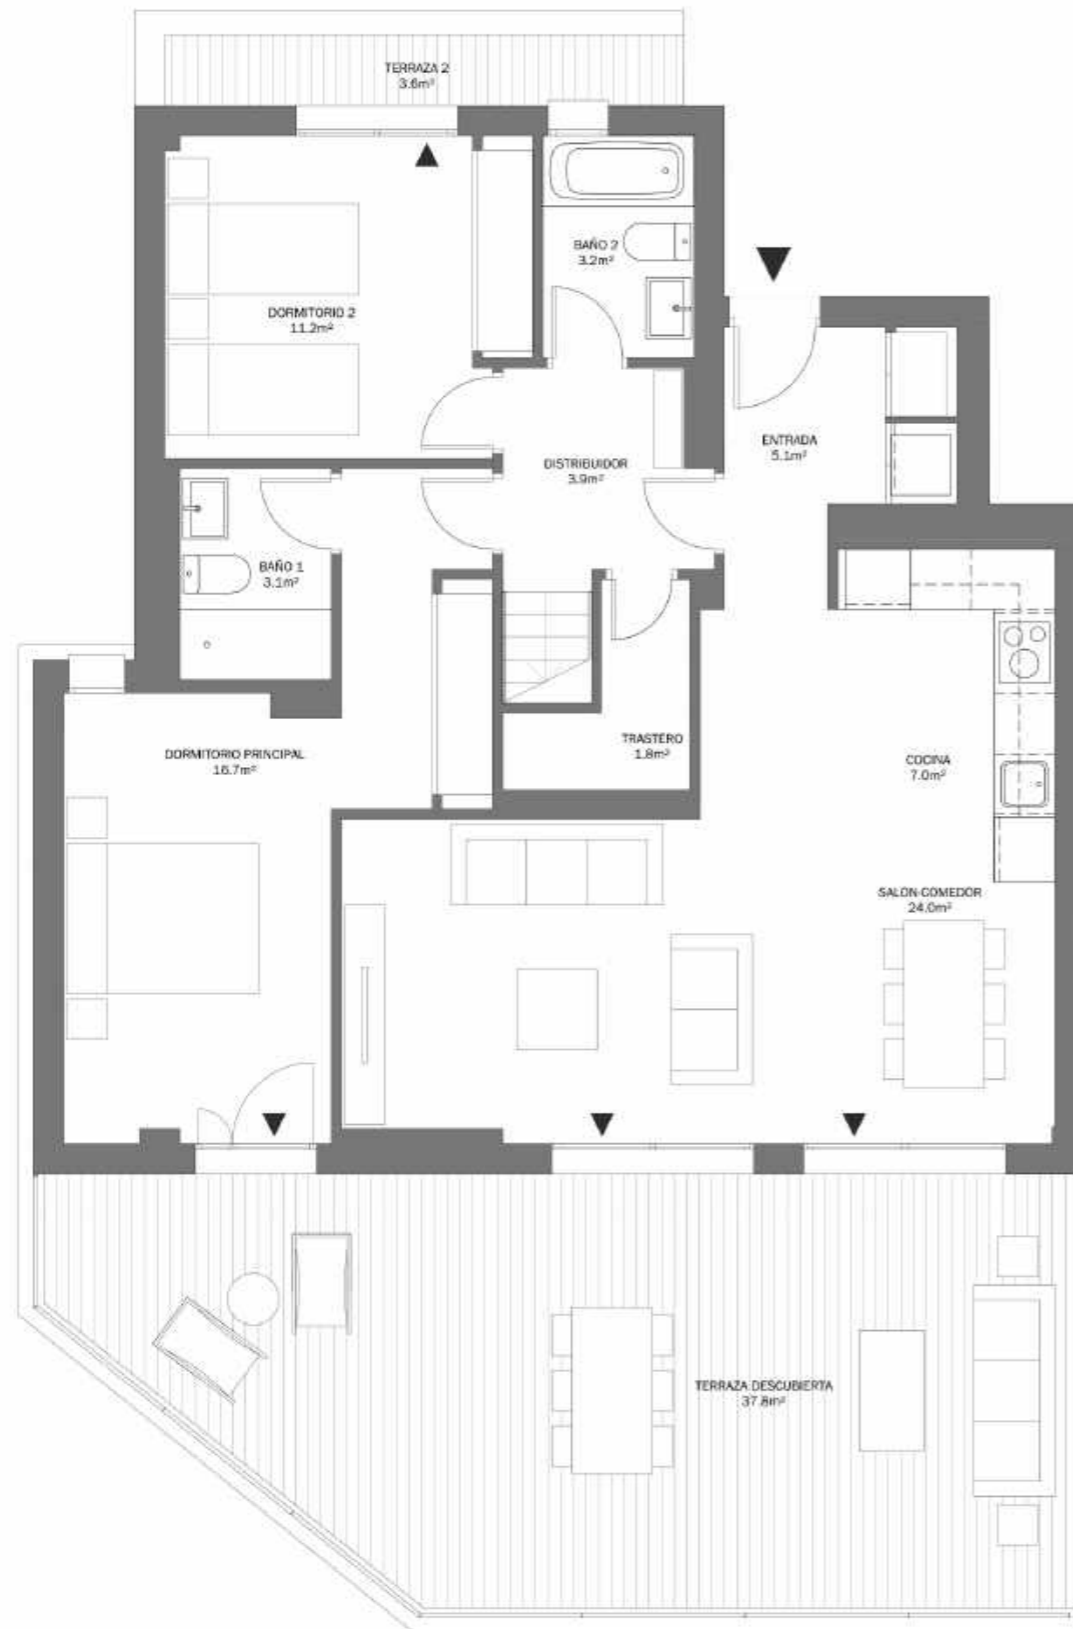 TERRAZA 2
3.6m²
BAÑO 2
3.2m²
DORMITORIO 2
11.2m²
ENTRADA
5.1m²
DISTRIBUIDOR
3.9m²
BAÑO 1
3.1m²
TRASTERO
1.8m²
DORMITORIO PRINCIPAL
16.7m²
COCINA
7.0m²
SALON-COMEDOR
24.0m²
TERRAZA DESCUBIERTA
37.8m²